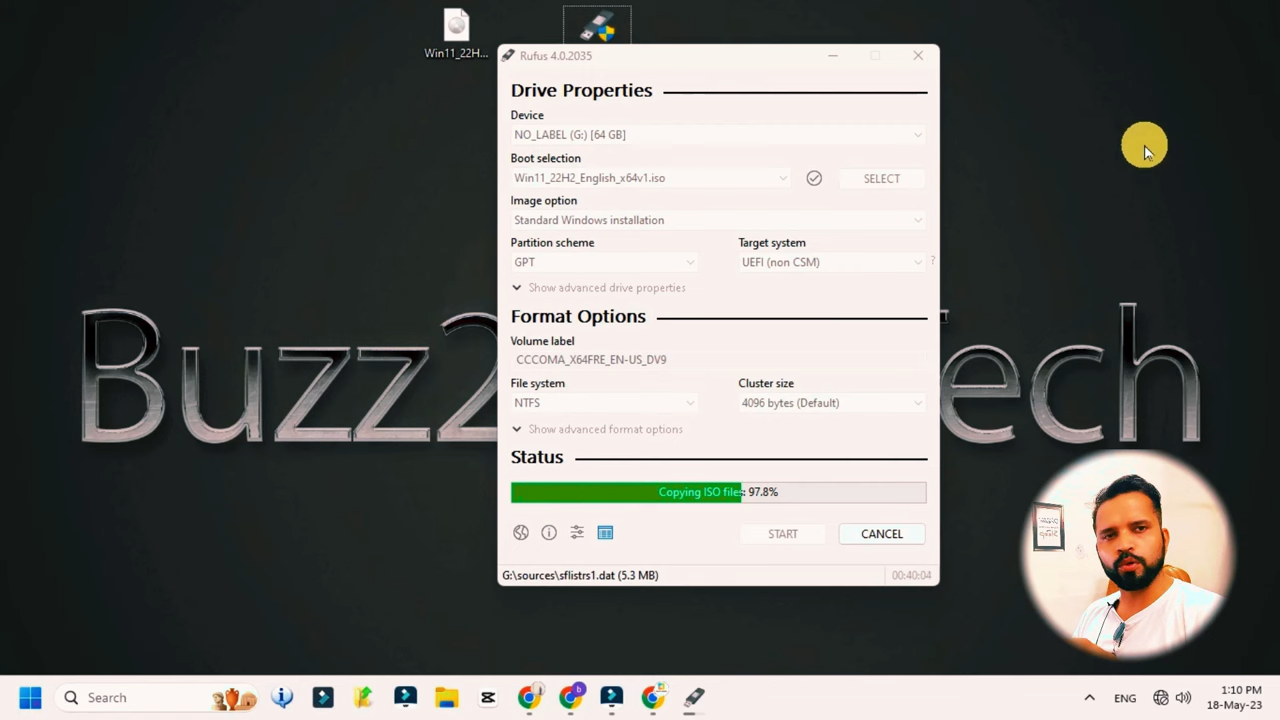 Win11_22H...
Rufus 4.0.2035
Drive Properties
Device
NO_LABEL (G:) [64 GB]
Boot selection
Win11_22H2_English_x64v1.iso
SELECT
Image option
Standard Windows installation
Partition scheme
Target system
GPT
UEFI (non CSM)
?
Show advanced drive properties
Format Options
Volume label
CCCOMA_X64FRE_EN-US_DV9
File system
Cluster size
NTFS
4096 bytes (Default)
Show advanced format options
Status
Copying ISO files: 97.8%
START
CANCEL
G:\sources\sflistrs1.dat (5.3 MB)
00:40:04
Buzz2
ech
Search
ENG
1:10 PM
18-May-23